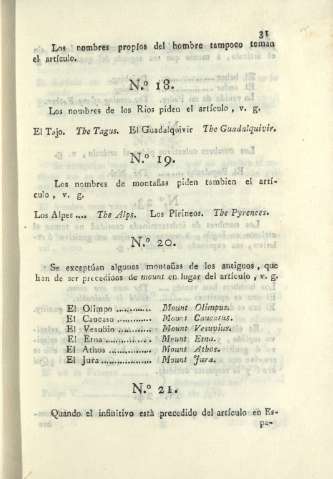 31
Los nombres propios del hombre tampoco toman
el artículo.
N.º 18.
Los nombres de los Rios piden el artículo, v. g.
El Tajo. The Tagus. El Guadalquivir The Guadalquivir.
N.º 19.
Los nombres de montañas piden tambien el artí-
culo, v. g.
Los Alpes .... The Alps. Los Pirineos. The Pyrences.
N.º 20.
Se exceptúan algunos montañas de los antiguos, que
han de ser precedidos de mount en lugar del artículo, v. g.
El Olimpo ............ Mount Olimpus.
El Caucaso ............ Mount Caucasus.
El Vesubio ............ Mount Vesuvius.
El Etna ............... Mount Etna.
El Athos .............. Mount Athos.
El jura ............... Mount Jura.
N.º 21.
Quando el infinitivo está precedido del artículo en Es-
pa-